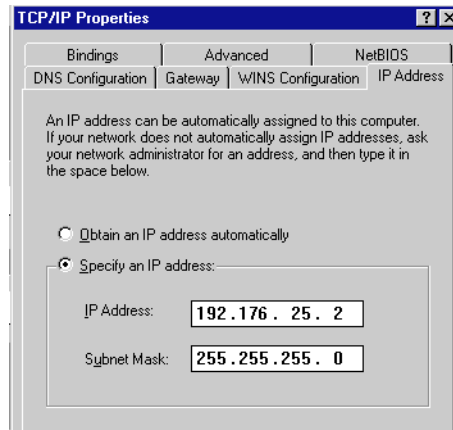 TCP/IP Properties
Bindings Advanced NetBIOS
DNS Configuration Gateway WINS Configuration IP Address
An IP address can be automatically assigned to this computer.
If your network does not automatically assign IP addresses, ask
your network administrator for an address, and then type it in
the space below.
Obtain an IP address automatically
Specify an IP address:
IP Address: 192.176. 25. 2
Subnet Mask: 255.255.255. 0